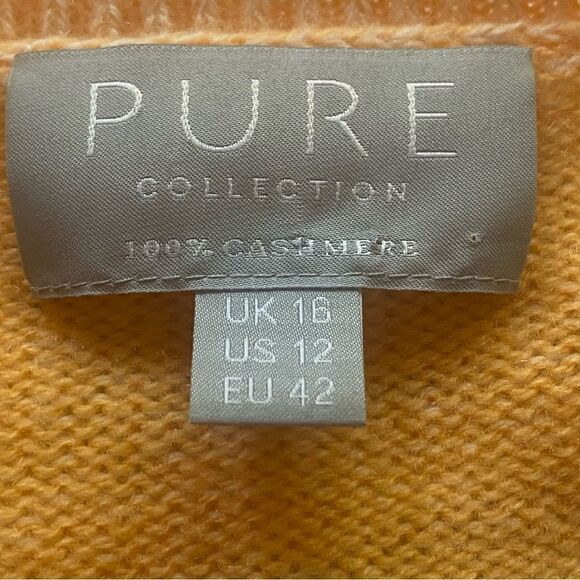 PURE
COLLECTION
100% CASHMERE
UK 16
US 12
EU 42